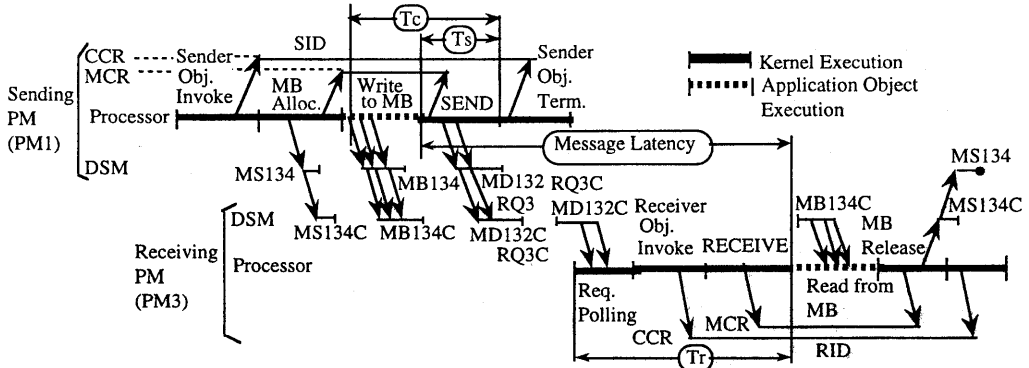 Tc
Ts
CCR
MCR
Sender
Obj.
Invoke
SID
MB
Alloc.
Write
to MB
SEND
Sender
Obj.
Term.
Kernel Execution
Application Object
Execution
Sending
PM
(PM1)
Processor
DSM
Message Latency
MS134
MB134
MD132
RQ3C
RQ3
MS134C
MB134C
MD132C
RQ3C
MD132C
Receiver
Obj.
Invoke
RECEIVE
MB134C
MB
Release
MS134
MS134C
Receiving
PM
(PM3)
DSM
Processor
Req.
Polling
Read from
MB
CCR
MCR
RID
Tr